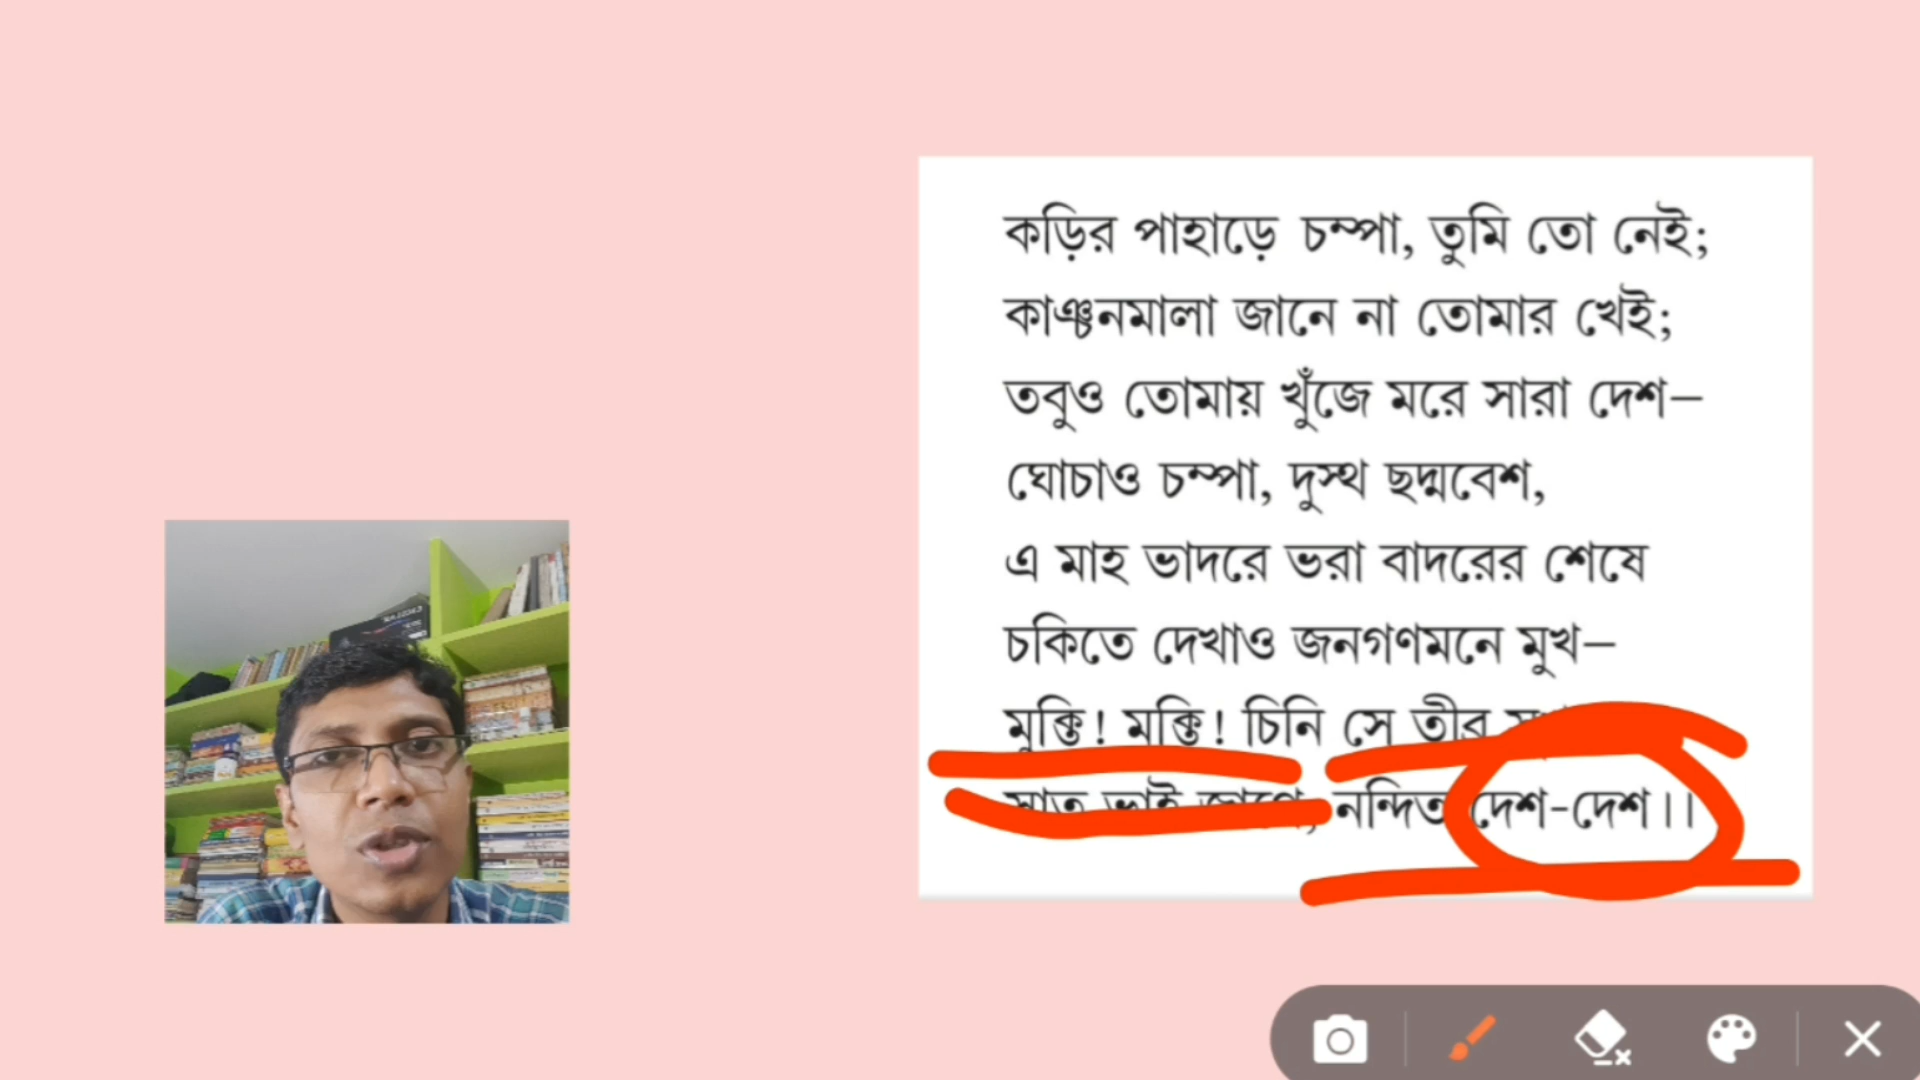 কড়ির পাহাড়ে চম্পা, তুমি তো নেই;
কাঞ্চনমালা জানে না তোমার খেই;
তবুও তোমায় খুঁজে মরে সারা দেশ—
ঘোচাও চম্পা, দুস্থ ছদ্মবেশ,
এ মাহ ভাদরে ভরা বাদরের শেষে
চকিতে দেখাও জনগণমনে মুখ—
মুক্তি! মুক্তি! চিনি সে তীব্র
সাত ভাই জাগে, নন্দিত দেশ-দেশ।।